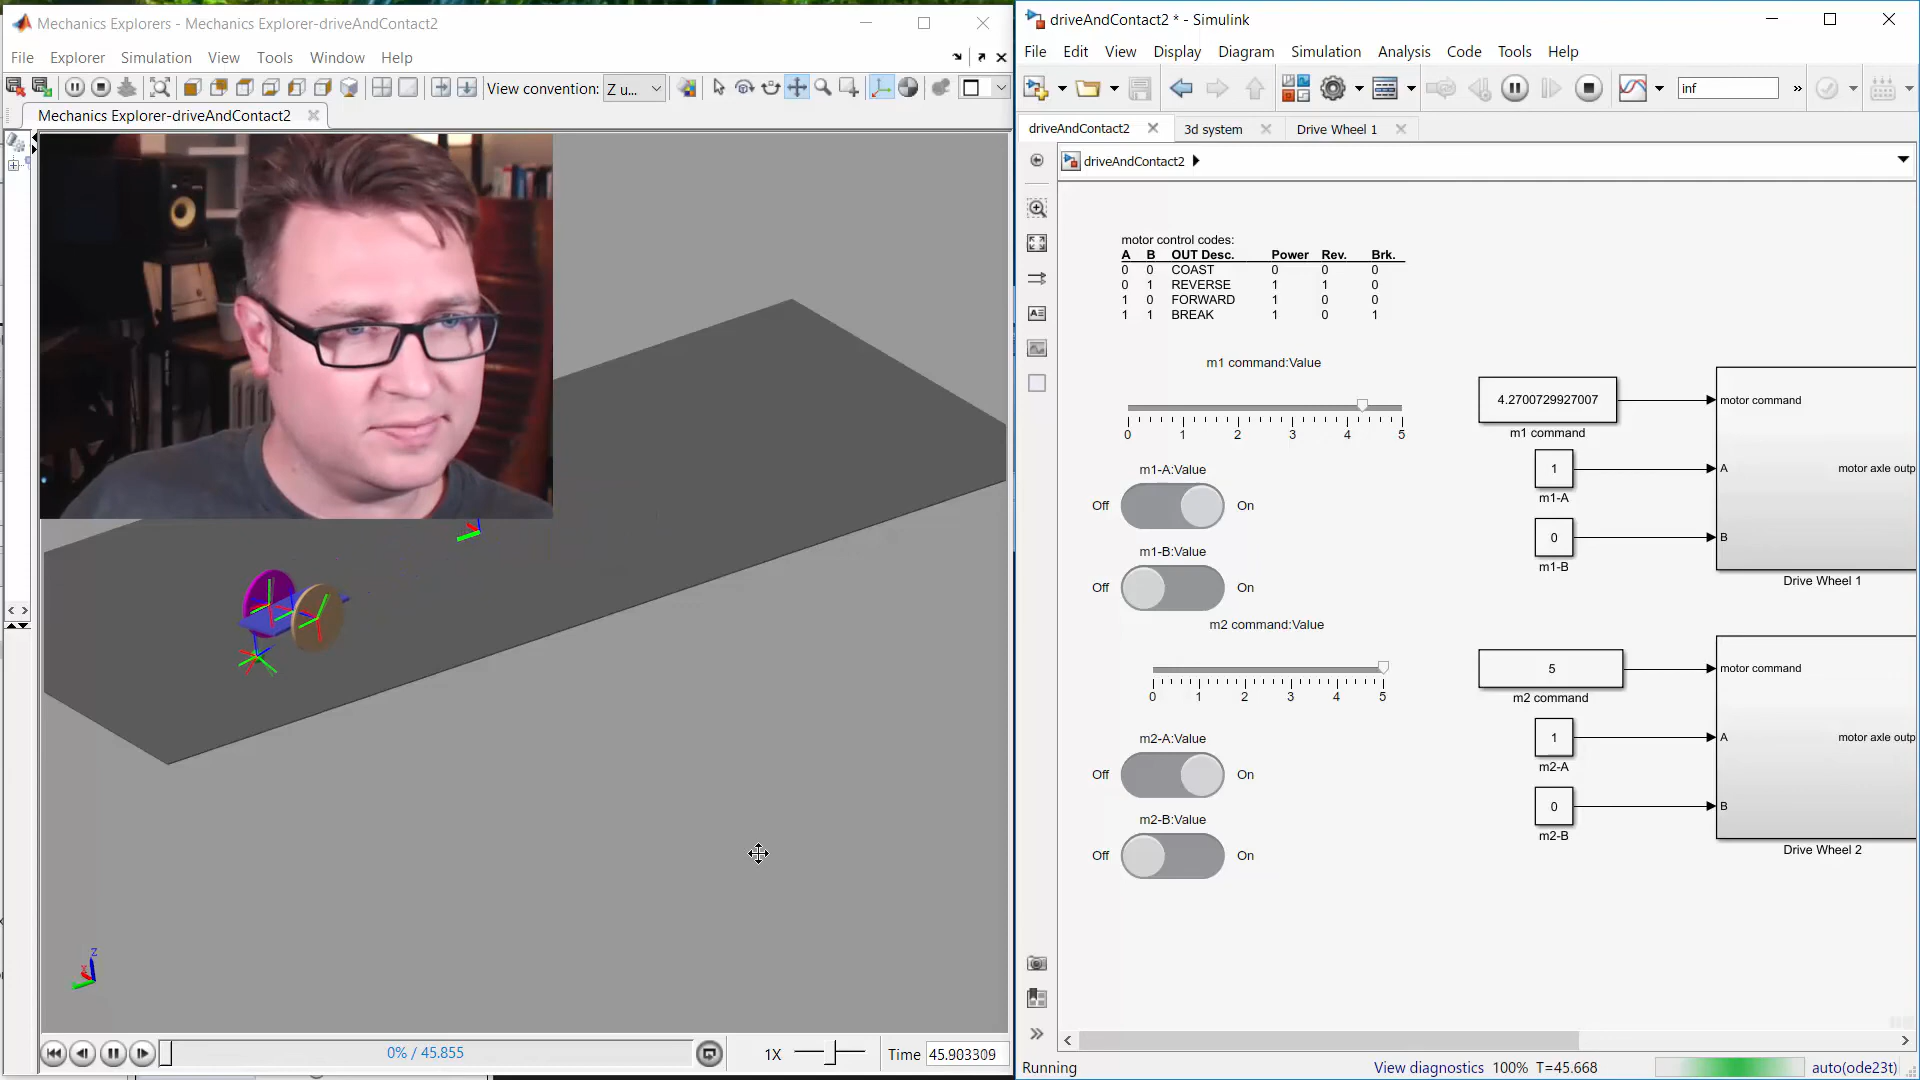 Mechanics Explorers - Mechanics Explorer-driveAndContact2
File Explorer Simulation View Tools Window Help
View convention: Z u...
Mechanics Explorer-driveAndContact2
Z
X
0% / 45.855
1X
Time 45.903309
driveAndContact2 * - Simulink
File Edit View Display Diagram Simulation Analysis Code Tools Help
inf
»
driveAndContact2
3d system
Drive Wheel 1
driveAndContact2
motor control codes:
A B OUT Desc. Power Rev. Brk.
0 0 COAST 0 0 0
0 1 REVERSE 1 1 0
1 0 FORWARD 1 0 0
1 1 BREAK 1 0 1
m1 command:Value
0 1 2 3 4 5
m1-A:Value
Off On
m1-B:Value
Off On
m2 command:Value
0 1 2 3 4 5
m2-A:Value
Off On
m2-B:Value
Off On
4.2700729927007
m1 command
1
m1-A
0
m1-B
motor command
A
B
motor axle outp
Drive Wheel 1
5
m2 command
1
m2-A
0
m2-B
motor command
A
B
motor axle outp
Drive Wheel 2
Running
View diagnostics 100% T=45.668
auto(ode23t)